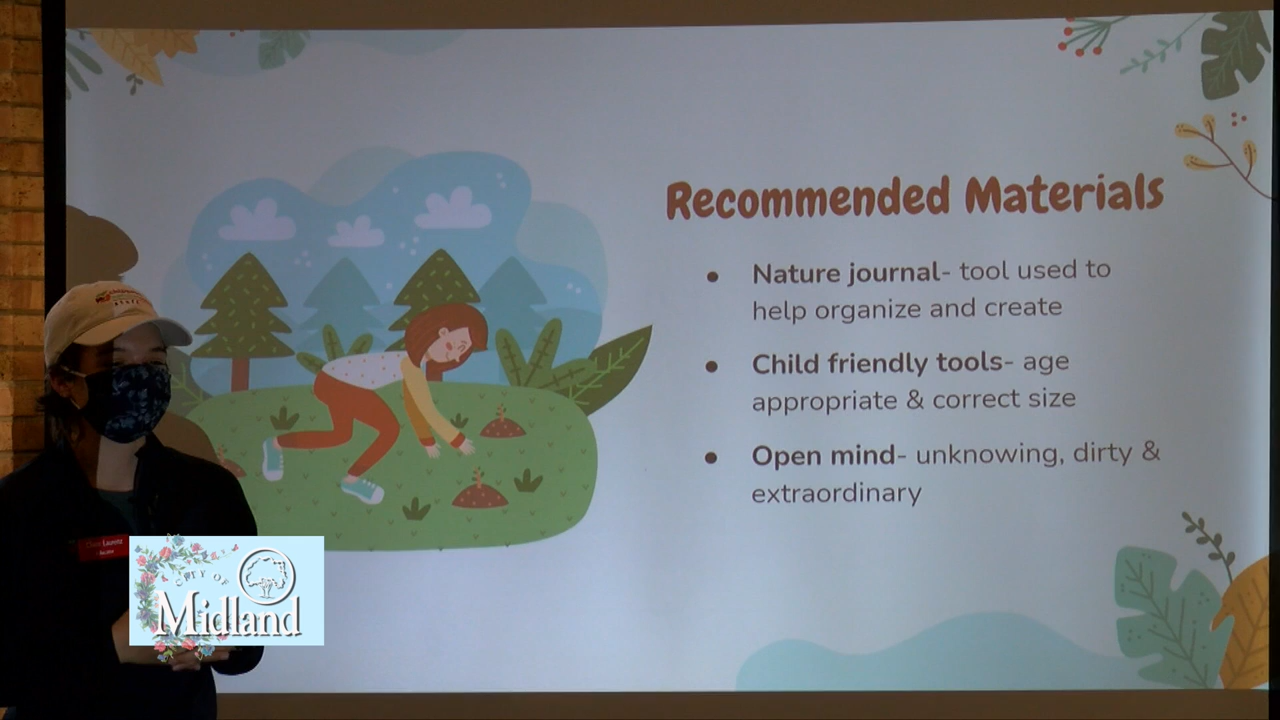 Recommended Materials
● Nature journal- tool used to
help organize and create
● Child friendly tools- age
appropriate & correct size
● Open mind- unknowing, dirty &
extraordinary
CITY OF
Midland